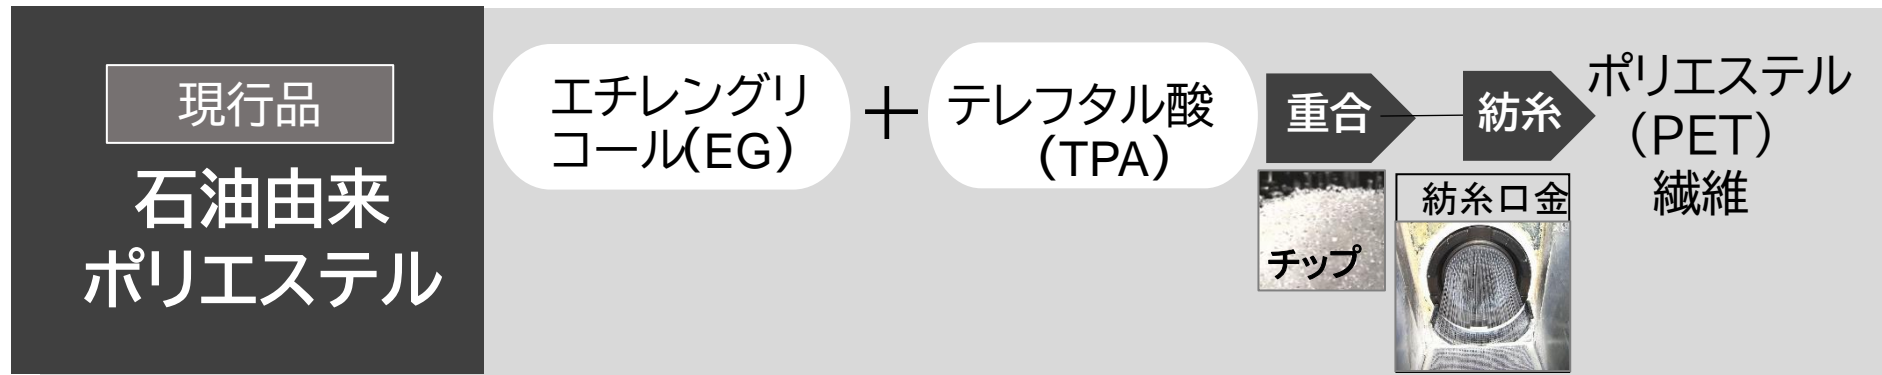 現行品
石油由来
ポリエステル
エチレングリ
コール(EG)
＋
テレフタル酸
(TPA)
重合
紡糸
ポリエステル
（PET）
繊維
チップ
紡糸口金